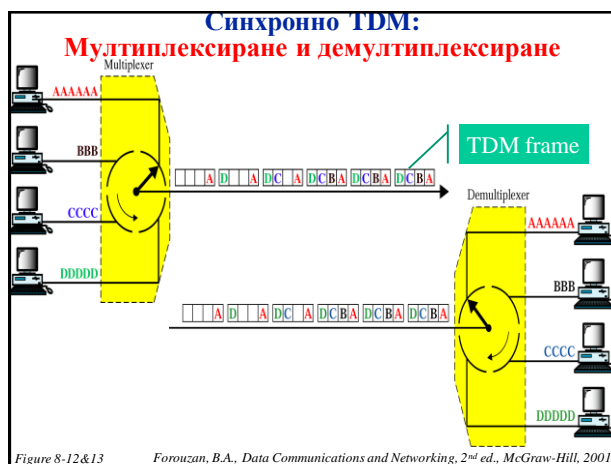 Синхронно TDM:
Мултиплексиране и демултиплексиране
Multiplexer
AAAAAA
BBB
CCCC
DDDDD
TDM frame
A D A DC A DCBA DCBA DCBA
Demultiplexer
AAAAAA
BBB
CCCC
DDDDD
A D A DC A DCBA DCBA DCBA
Figure 8-12&13 Forouzan, B.A., Data Communications and Networking, 2nd ed., McGraw-Hill, 2001